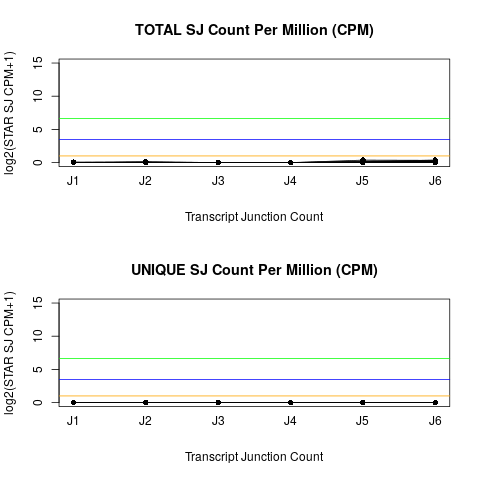 TOTAL SJ Count Per Million (CPM)
log2(STAR SJ CPM+1)
15
10
5
0
J1 J2 J3 J4 J5 J6
Transcript Junction Count
UNIQUE SJ Count Per Million (CPM)
log2(STAR SJ CPM+1)
15
10
5
0
J1 J2 J3 J4 J5 J6
Transcript Junction Count